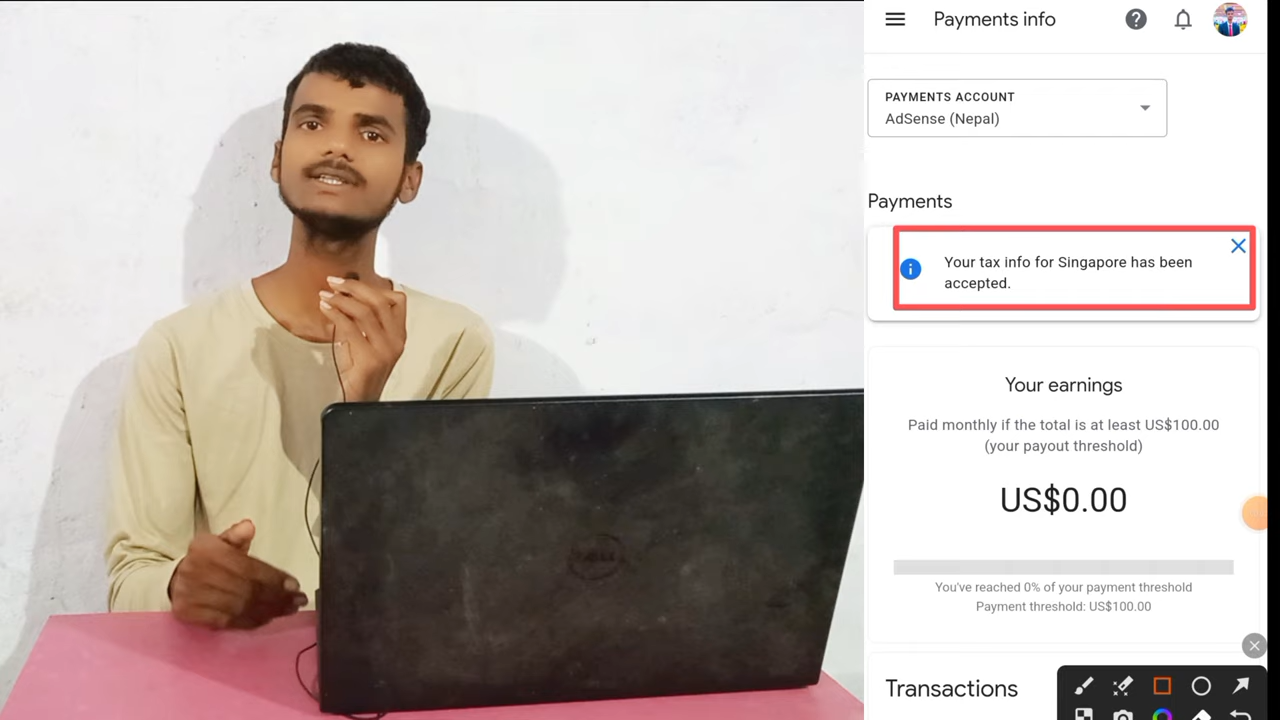 Payments info
PAYMENTS ACCOUNT
AdSense (Nepal)
Payments
Your tax info for Singapore has been
accepted.
Your earnings
Paid monthly if the total is at least US$100.00
(your payout threshold)
US$0.00
You've reached 0% of your payment threshold
Payment threshold: US$100.00
Transactions
DELL